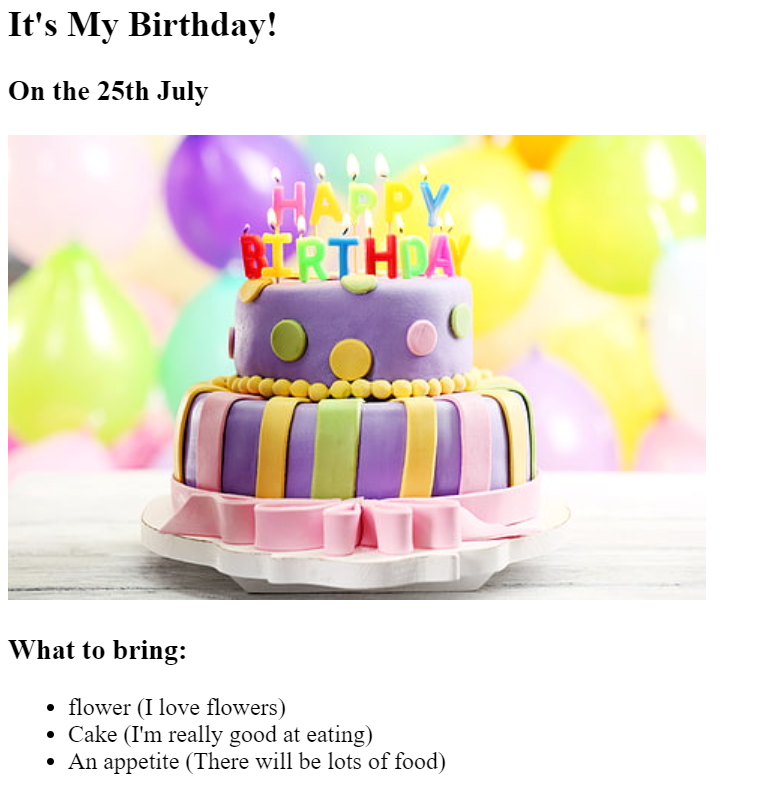 It's My Birthday!
On the 25th July
HAPPY
BIRTHDAY
What to bring:
flower (I love flowers)
Cake (I'm really good at eating)
An appetite (There will be lots of food)